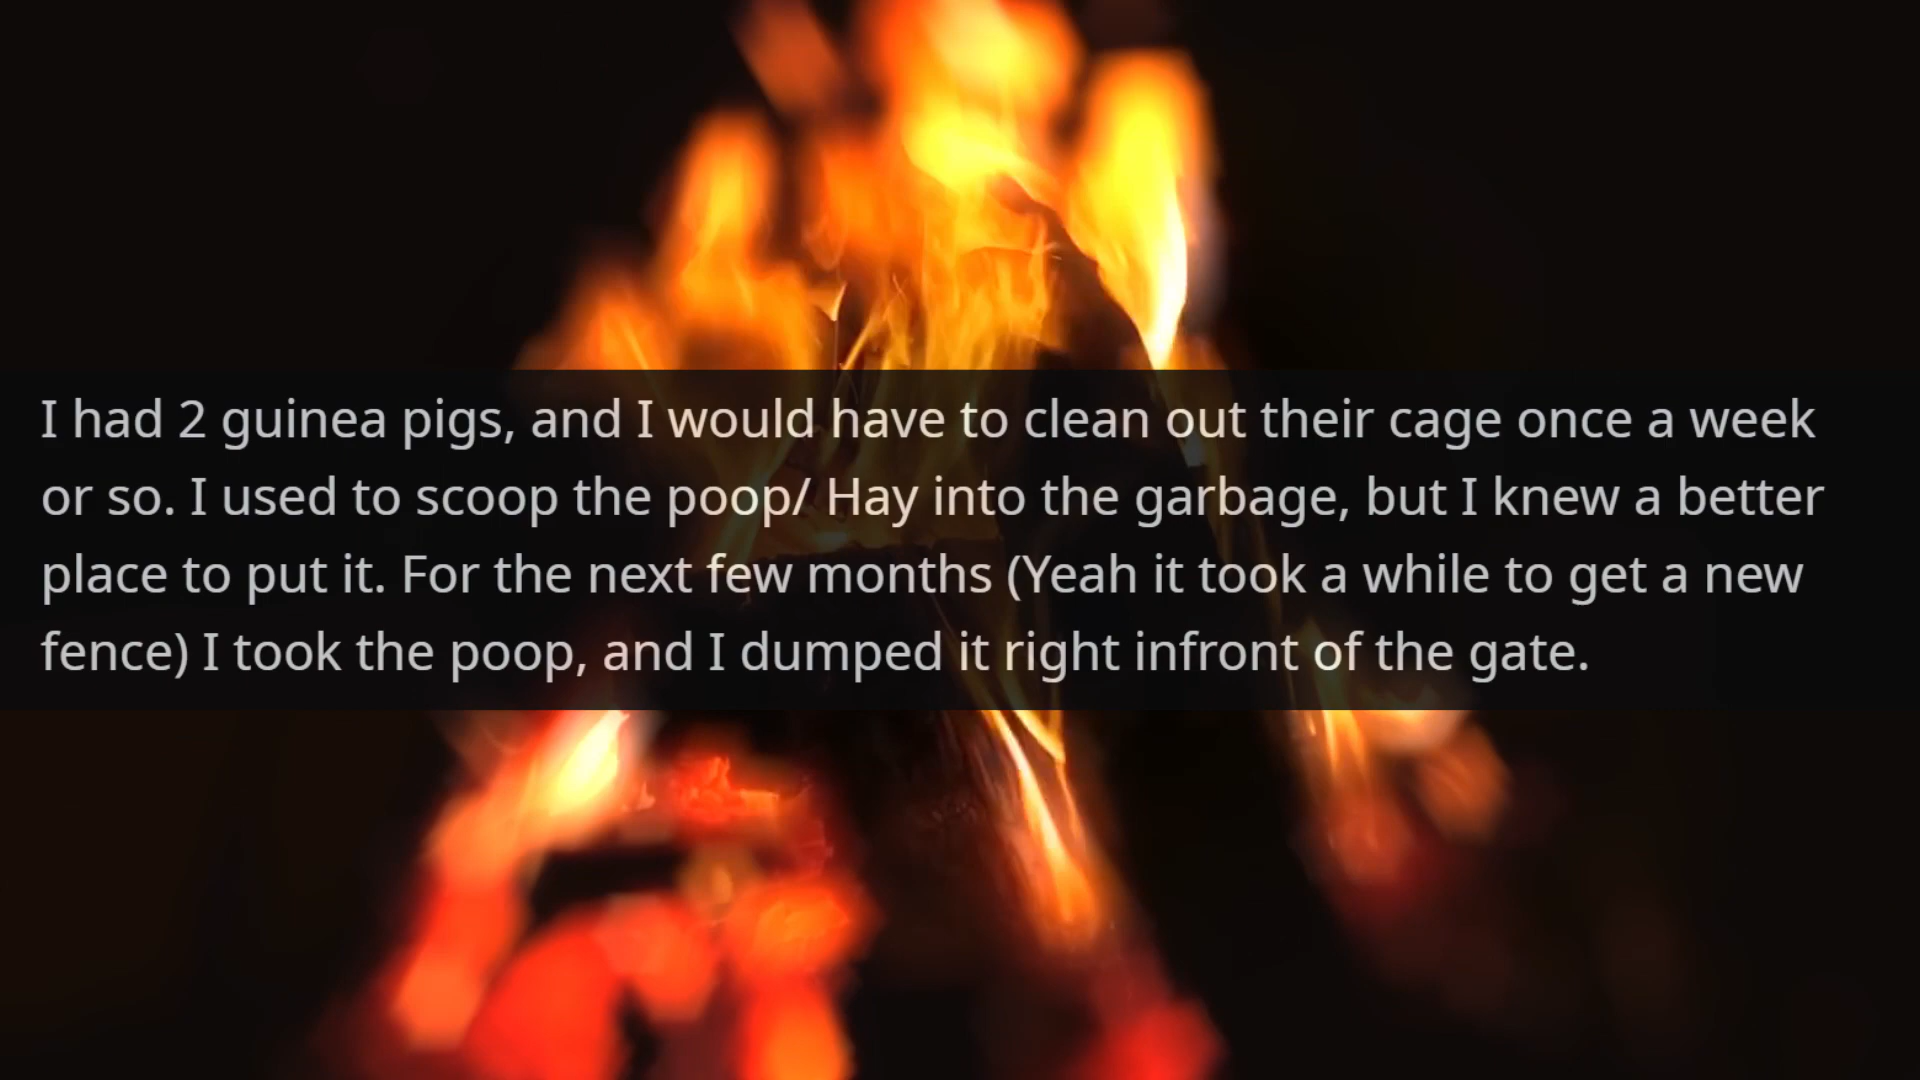 I had 2 guinea pigs, and I would have to clean out their cage once a week
or so. I used to scoop the poop/ Hay into the garbage, but I knew a better
place to put it. For the next few months (Yeah it took a while to get a new
fence) I took the poop, and I dumped it right infront of the gate.